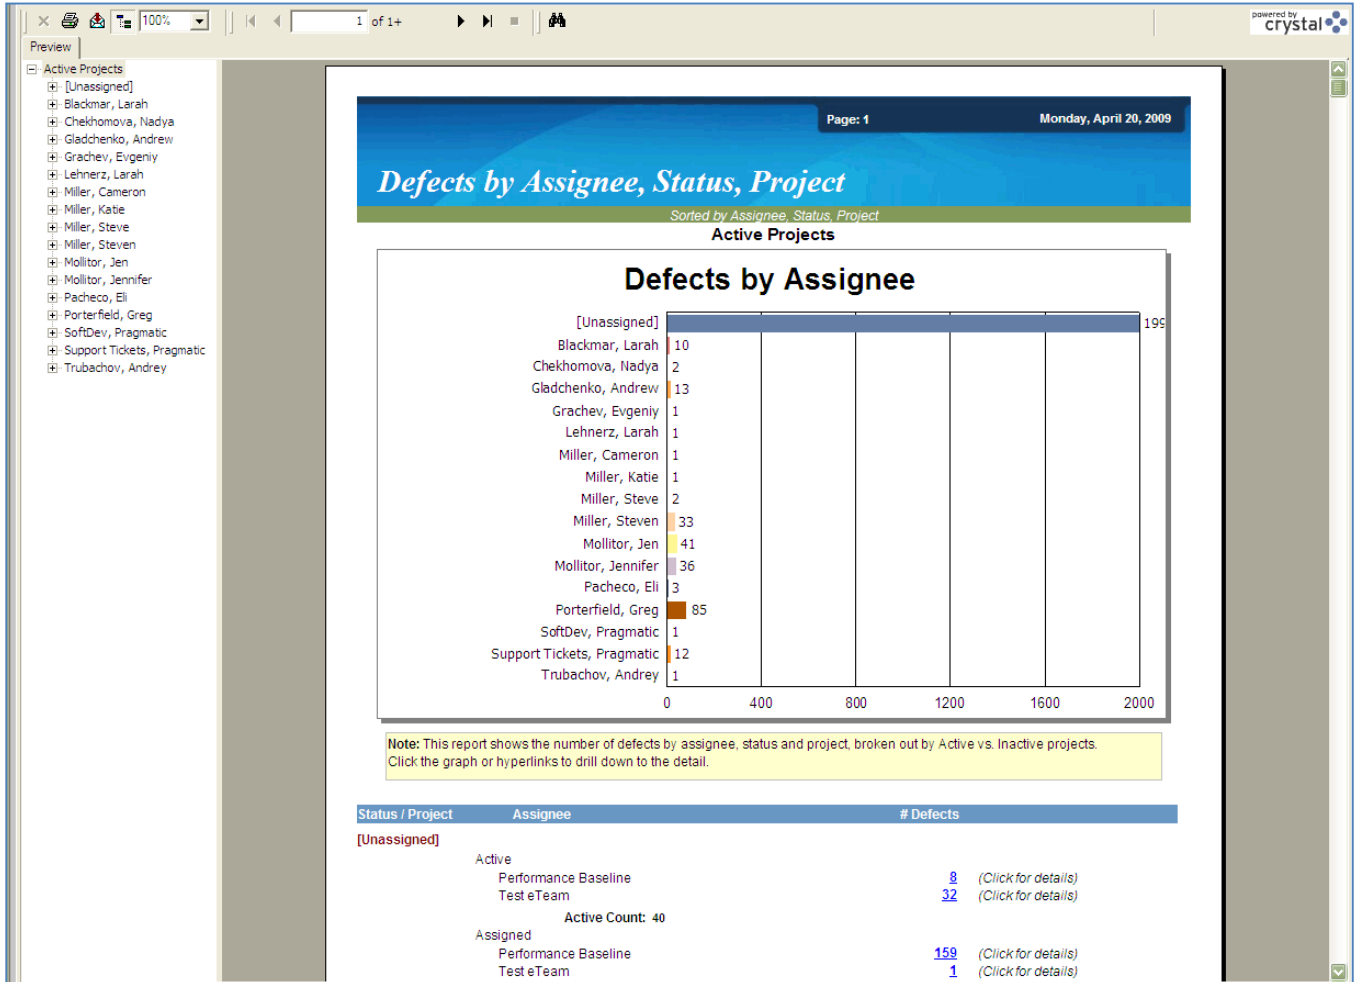 100%
1 of 1+
powered by
crystal
Preview
Active Projects
[Unassigned]
Blackmar, Larah
Chekhomova, Nadya
Gladchenko, Andrew
Grachev, Evgeniy
Lehnerz, Larah
Miller, Cameron
Miller, Katie
Miller, Steve
Miller, Steven
Mollitor, Jen
Mollitor, Jennifer
Pacheco, Eli
Porterfield, Greg
SoftDev, Pragmatic
Support Tickets, Pragmatic
Trubachov, Andrey
Page: 1 Monday, April 20, 2009
Defects by Assignee, Status, Project
Sorted by Assignee, Status, Project
Active Projects
Defects by Assignee
[Unassigned] 199
Blackmar, Larah 10
Chekhomova, Nadya 2
Gladchenko, Andrew 13
Grachev, Evgeniy 1
Lehnerz, Larah 1
Miller, Cameron 1
Miller, Katie 1
Miller, Steve 2
Miller, Steven 33
Mollitor, Jen 41
Mollitor, Jennifer 36
Pacheco, Eli 3
Porterfield, Greg 85
SoftDev, Pragmatic 1
Support Tickets, Pragmatic 12
Trubachov, Andrey 1
0 400 800 1200 1600 2000
Note: This report shows the number of defects by assignee, status and project, broken out by Active vs. Inactive projects.
Click the graph or hyperlinks to drill down to the detail.
Status / Project Assignee # Defects
[Unassigned]
Active
Performance Baseline 8 (Click for details)
Test eTeam 32 (Click for details)
Active Count: 40
Assigned
Performance Baseline 159 (Click for details)
Test eTeam 1 (Click for details)